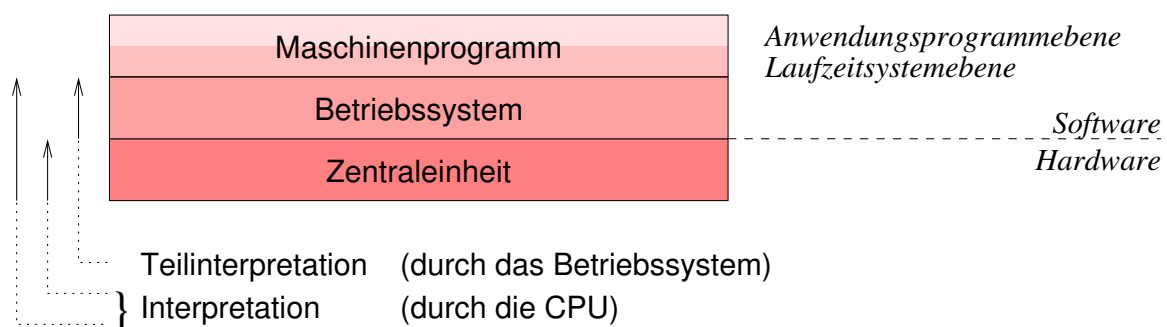 Maschinenprogramm
Anwendungsprogrammebene
Laufzeitsystemebene
Betriebssystem
Software
Zentraleinheit
Hardware
Teilinterpretation (durch das Betriebssystem)
} Interpretation (durch die CPU)